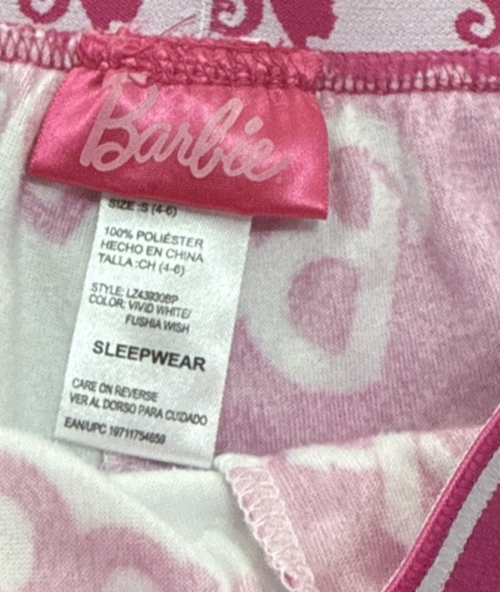 Barbie
SIZE :S (4-6)
100% POLIÉSTER
HECHO EN CHINA
TALLA :CH (4-6)
STYLE: LZ43930BP
COLOR: VIVID WHITE/
FUSHIA WISH
SLEEPWEAR
CARE ON REVERSE
VER AL DORSO PARA CUIDADO
EAN/UPC 19711754659